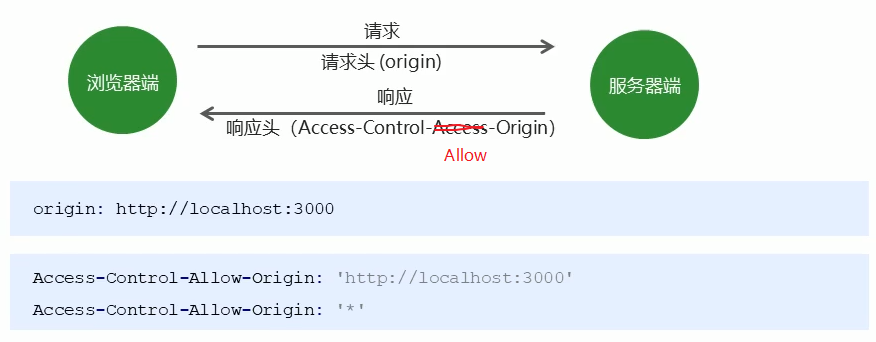 请求
请求头 (origin)
浏览器端
服务器端
响应
响应头（Access-Control-Access-Origin）
Allow
origin: http://localhost:3000
Access-Control-Allow-Origin: 'http://localhost:3000'
Access-Control-Allow-Origin: '*'